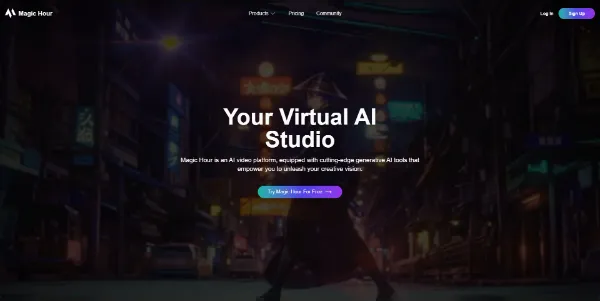 Magic Hour
Products
Pricing
Community
Log In
Sign Up
Your Virtual AI
Studio
Magic Hour is an AI video platform, equipped with cutting-edge generative AI tools that
empower you to unleash your creative vision.
Try Magic Hour For Free →